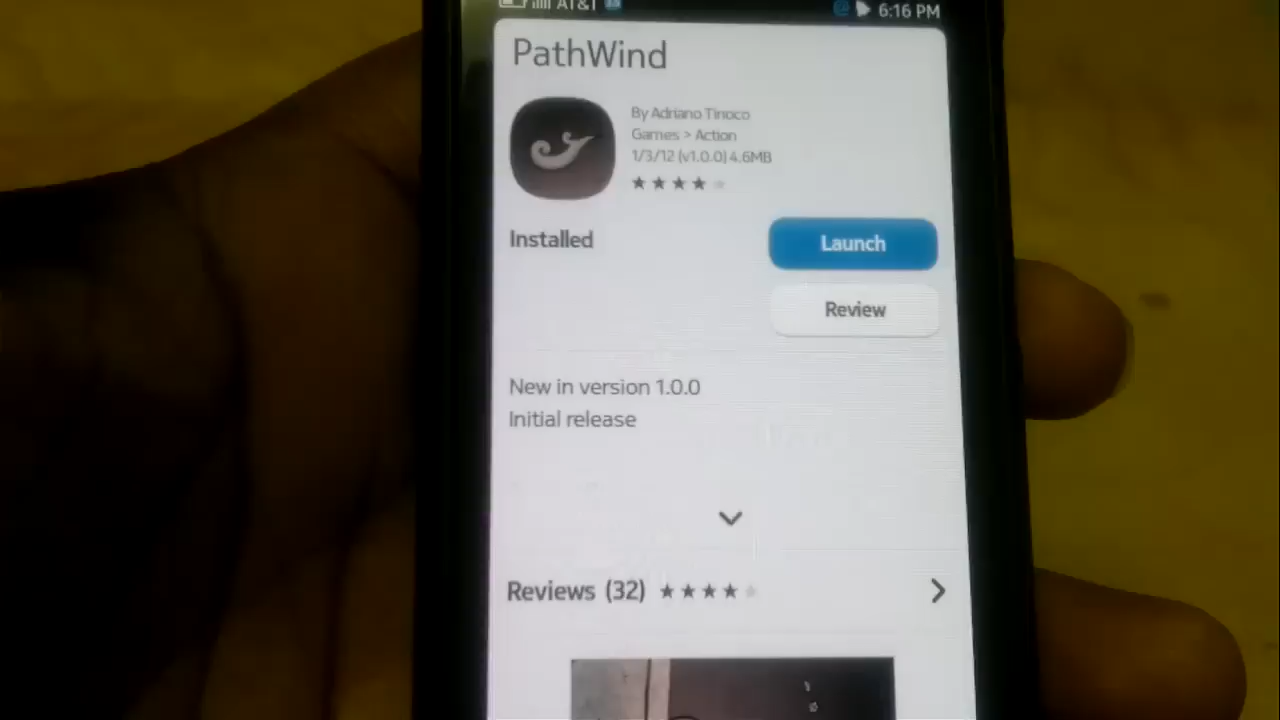 AT&T
6:16 PM
PathWind
By Adriano Tinoco
Games > Action
1/3/12 (v1.0.0) 4.6MB
Installed
Launch
Review
New in version 1.0.0
Initial release
Reviews (32)